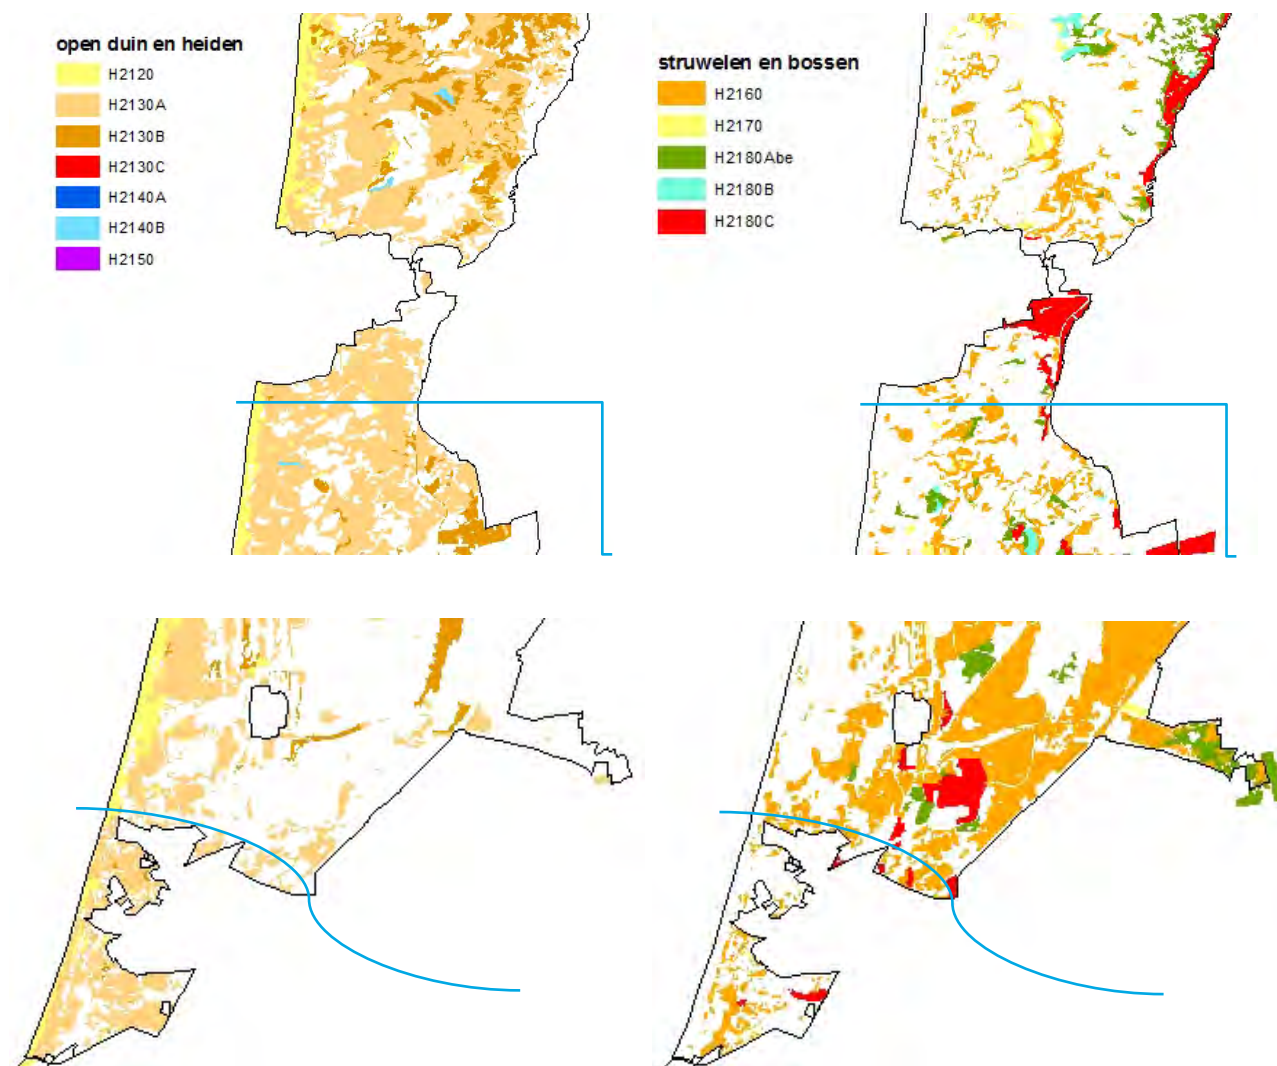 open duin en heiden
H2120
H2130A
H2130B
H2130C
H2140A
H2140B
H2150
struwelen en bossen
H2160
H2170
H2180Abe
H2180B
H2180C